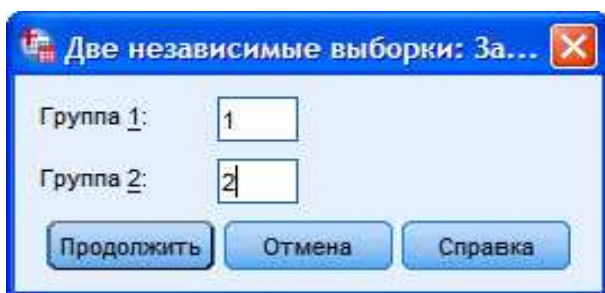 Две независимые выборки: За...
Группа 1: 1
Группа 2: 2
Продолжить Отмена Справка